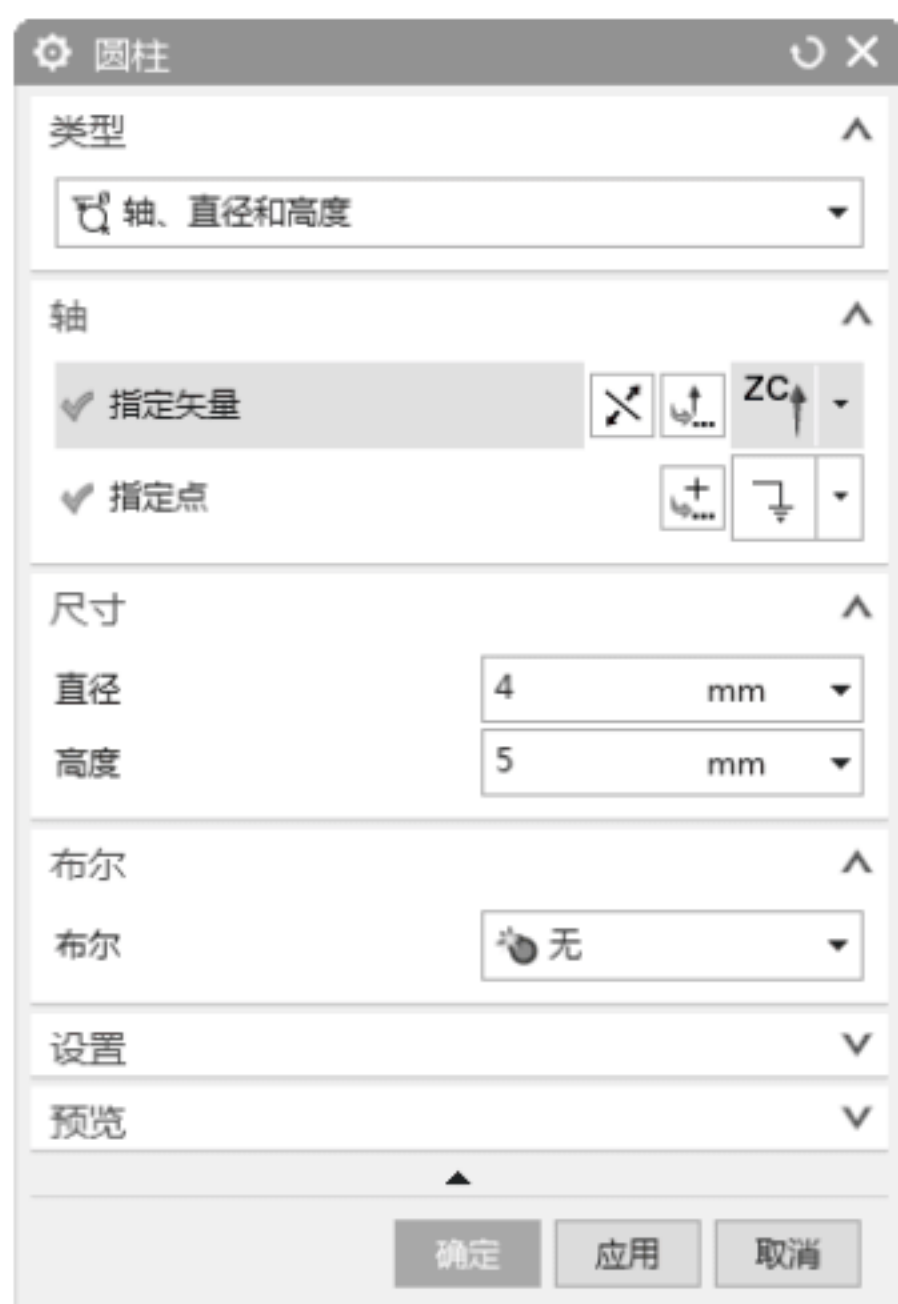 圆柱
类型
轴、直径和高度
轴
指定矢量 ZC
指定点
尺寸
直径 4 mm
高度 5 mm
布尔
布尔 无
设置
预览
确定 应用 取消